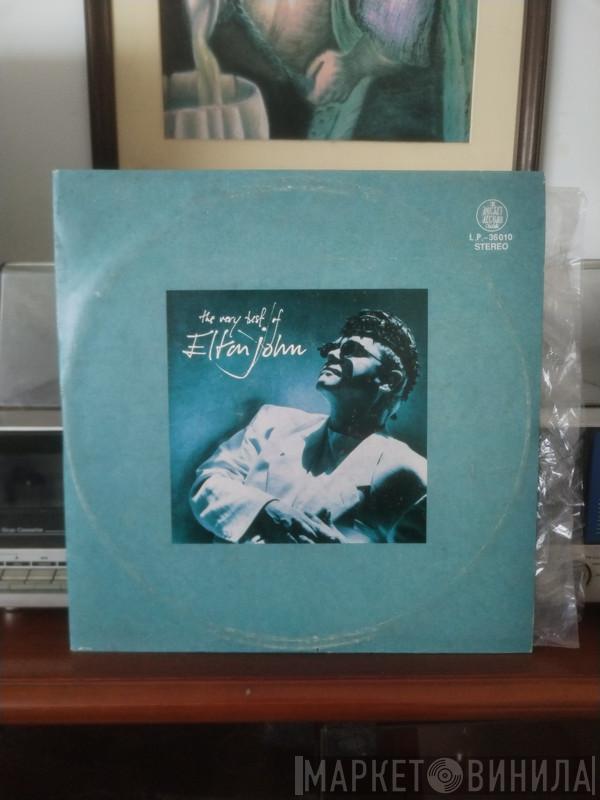 L.P.-36010
STEREO
the very best of
Elton John
МАРКЕТ ВИНИЛА